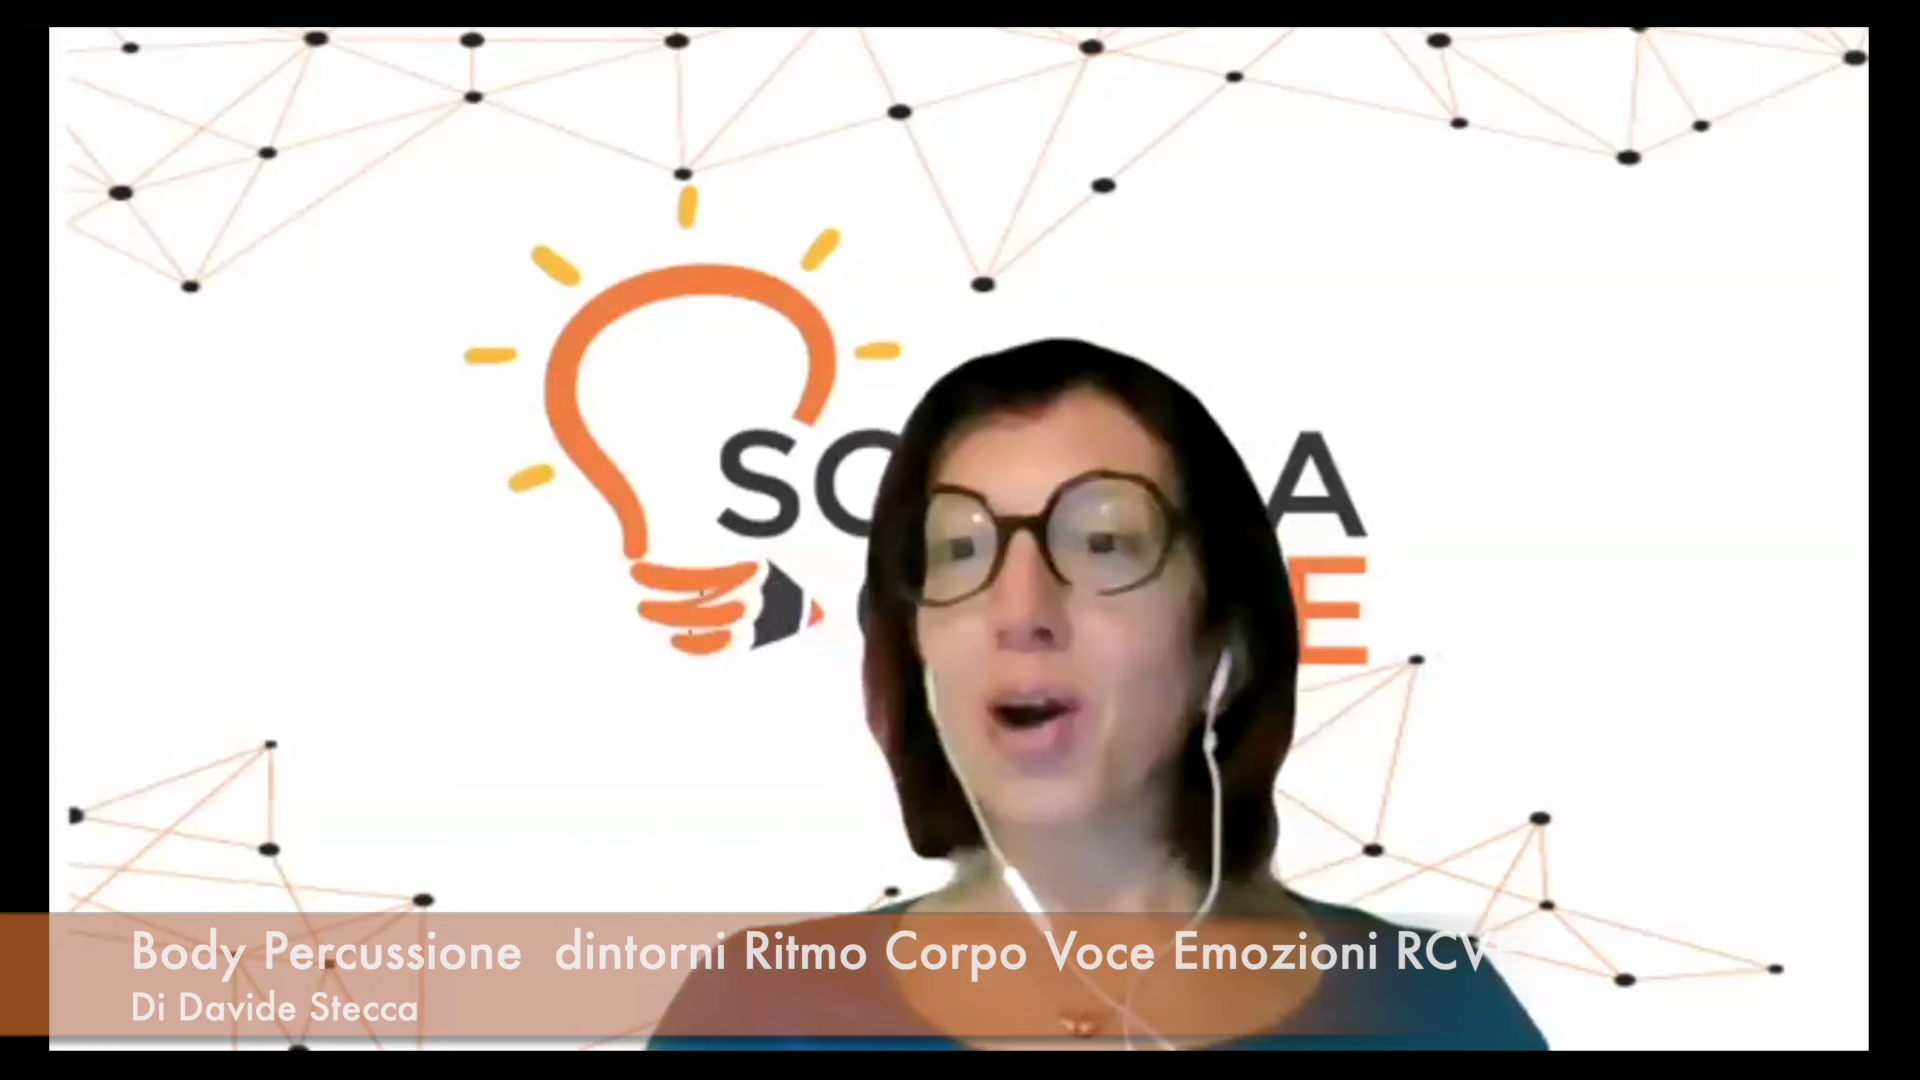 Body Percussione dintorni Ritmo Corpo Voce Emozioni RCV
Di Davide Stecca